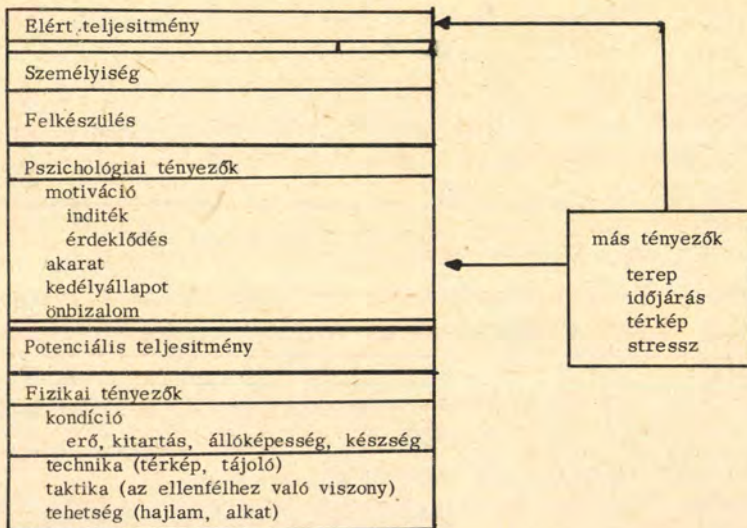 Elért teljesitmény
Személyiség
Felkészülés
Pszichológiai tényezők
motiváció
inditék
érdeklődés
akarat
kedélyállapot
önbizalom
Potenciális teljesitmény
Fizikai tényezők
kondíció
erő, kitartás, állóképesség, készség
technika (térkép, tájoló)
taktika (az ellenfélhez való viszony)
tehetség (hajlam, alkat)
más tényezők
terep
időjárás
térkép
stressz